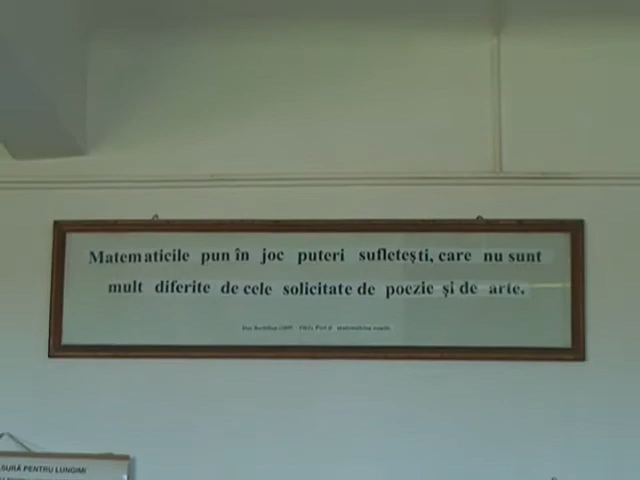 Matematicile pun în joc puteri sufletești, care nu sunt
mult diferite de cele solicitate de poezie și de arte.
SURĂ PENTRU LUNGIMI